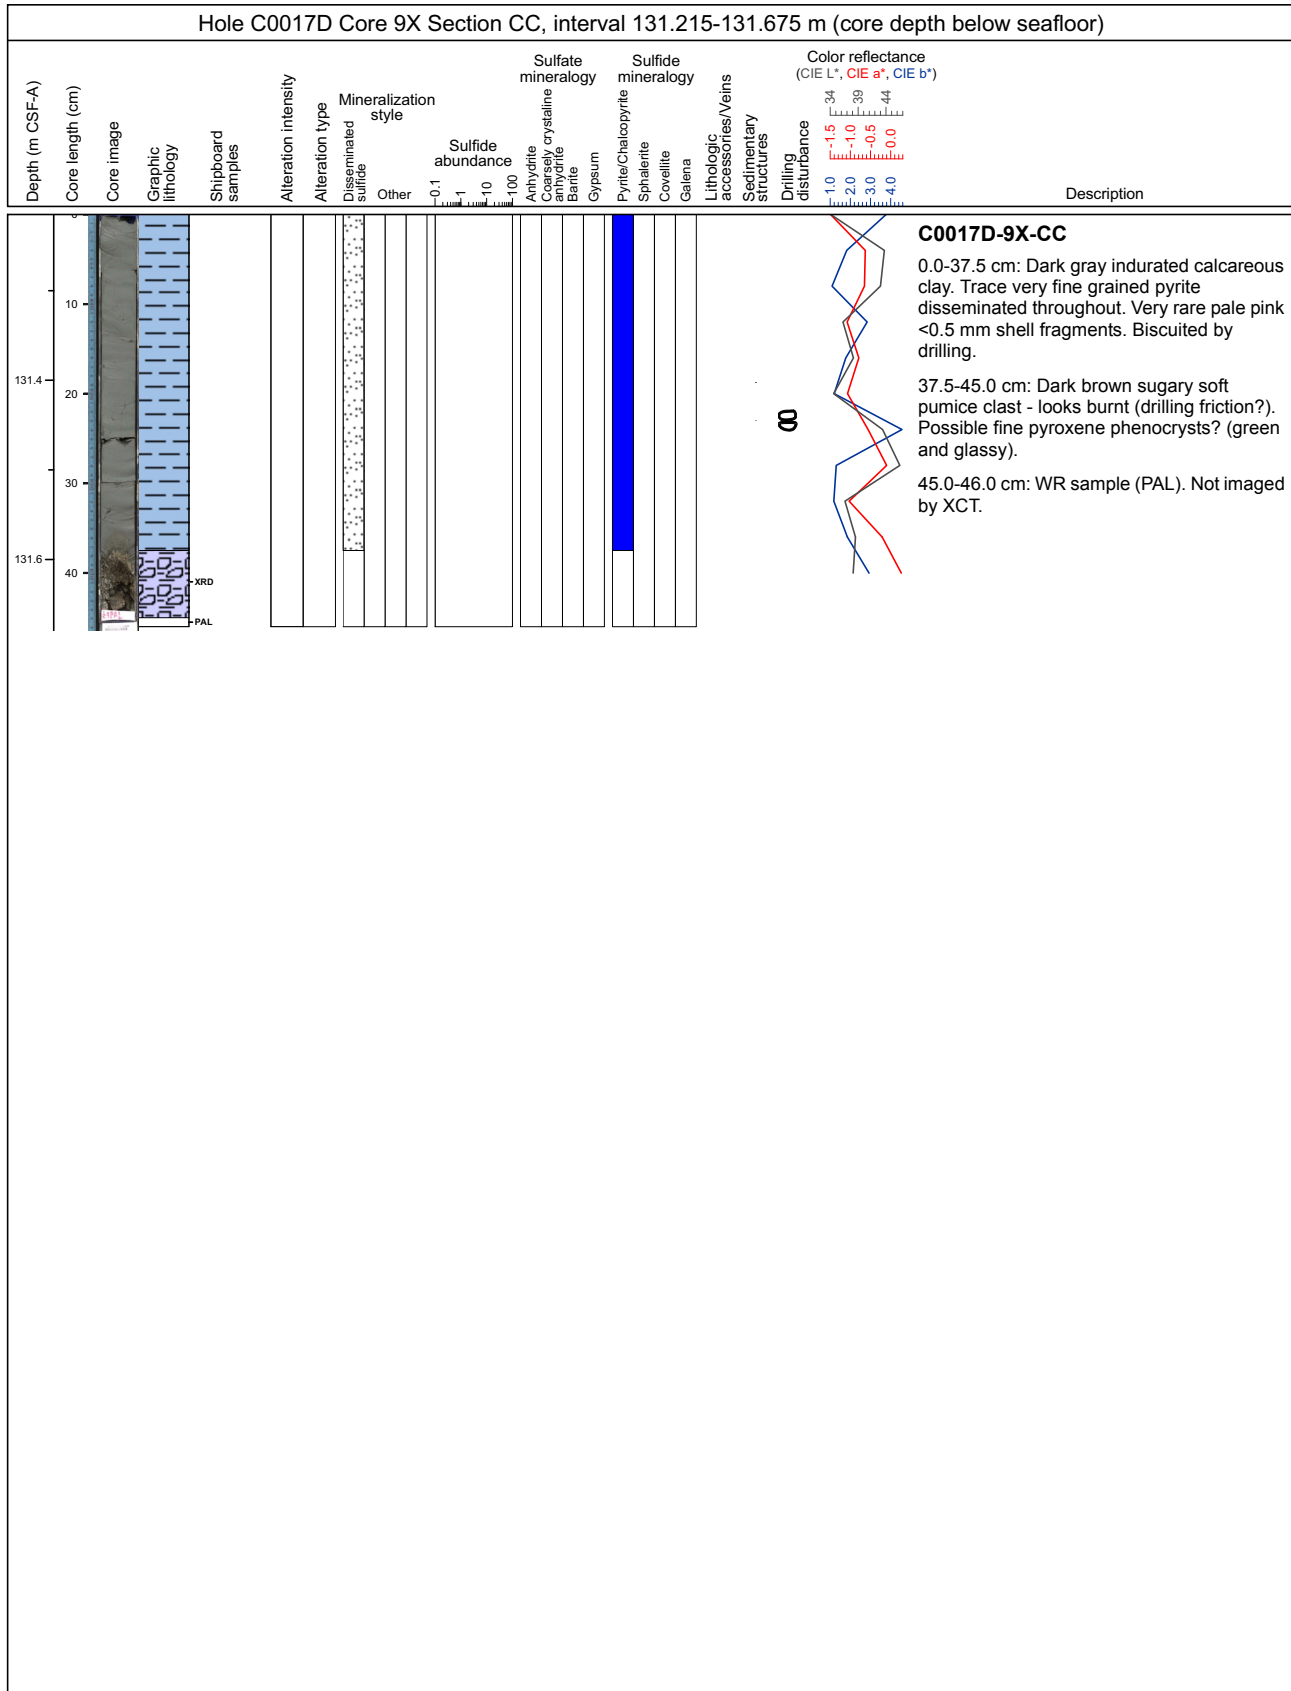 Hole C0017D Core 9X Section CC, interval 131.215-131.675 m (core depth below seafloor)
Depth (m CSF-A)
Core length (cm)
Core image
Graphic
lithology
Shipboard
samples
Alteration intensity
Alteration type
Mineralization
style
Disseminated
sulfide
Other
Sulfide
abundance
0.1
1
10
100
Sulfate
mineralogy
Anhydrite
Coarsely crystaline
anhydrite
Barite
Gypsum
Sulfide
mineralogy
Pyrite/Chalcopyrite
Sphalerite
Covellite
Galena
Lithologic
accessories/Veins
Sedimentary
structures
Drilling
disturbance
Color reflectance
(CIE L*, CIE a*, CIE b*)
34
39
44
-1.5
-1.0
-0.5
0.0
1.0
2.0
3.0
4.0
Description
0
10
131.4
20
30
131.6
40
XRD
PAL
C0017D-9X-CC
0.0-37.5 cm: Dark gray indurated calcareous
clay. Trace very fine grained pyrite
disseminated throughout. Very rare pale pink
<0.5 mm shell fragments. Biscuited by
drilling.
37.5-45.0 cm: Dark brown sugary soft
pumice clast - looks burnt (drilling friction?).
Possible fine pyroxene phenocrysts? (green
and glassy).
45.0-46.0 cm: WR sample (PAL). Not imaged
by XCT.